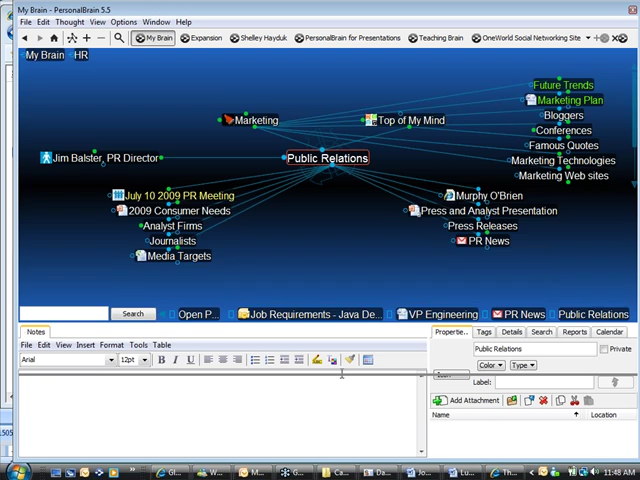 My Brain - PersonalBrain 5.5
File Edit Thought View Options Window Help
My Brain Expansion Shelley Hayduk PersonalBrain for Presentations Teaching Brain OneWorld Social Networking Site
My Brain HR
Future Trends
Marketing Plan
Marketing Top of My Mind Bloggers
Conferences
Famous Quotes
Jim Balster, PR Director Public Relations Marketing Technologies
Marketing Web sites
July 10 2009 PR Meeting Murphy O'Brien
2009 Consumer Needs Press and Analyst Presentation
Analyst Firms Press Releases
Journalists PR News
Media Targets
Search Open P... Job Requirements - Java De... VP Engineering PR News Public Relations
Notes Propertie.. Tags Details Search Reports Calendar
File Edit View Insert Format Tools Table Public Relations Private
Arial 12pt B I U Color Type
Label:
Add Attachment
Name Location
11:48 AM